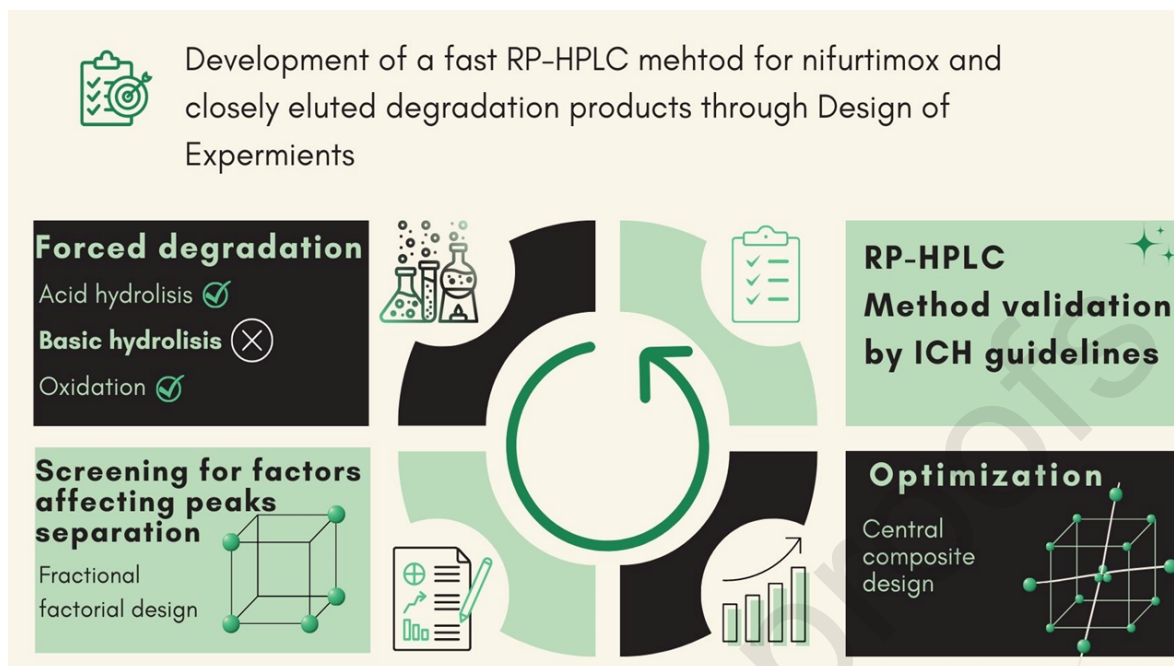 Development of a fast RP-HPLC mehtod for nifurtimox and
closely eluted degradation products through Design of
Expermients
Forced degradation
Acid hydrolisis
Basic hydrolisis
Oxidation
RP-HPLC
Method validation
by ICH guidelines
Screening for factors
affecting peaks
separation
Fractional
factorial design
Optimization
Central
composite
design